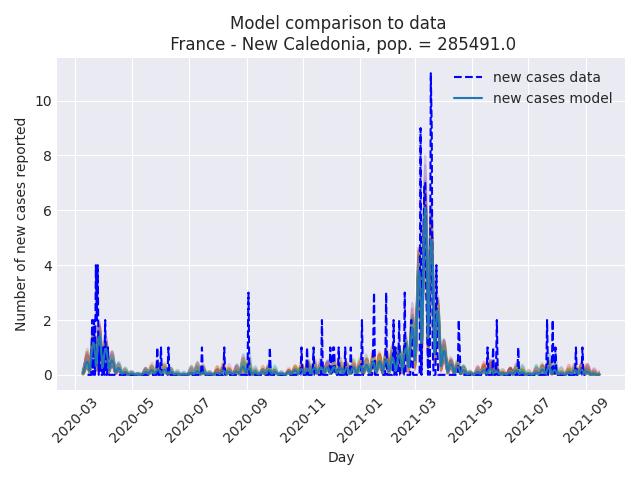 Model comparison to data
France - New Caledonia, pop. = 285491.0
new cases data
new cases model
Number of new cases reported
10
8
6
4
2
0
2020-03
2020-05
2020-07
2020-09
2020-11
2021-01
2021-03
2021-05
2021-07
2021-09
Day